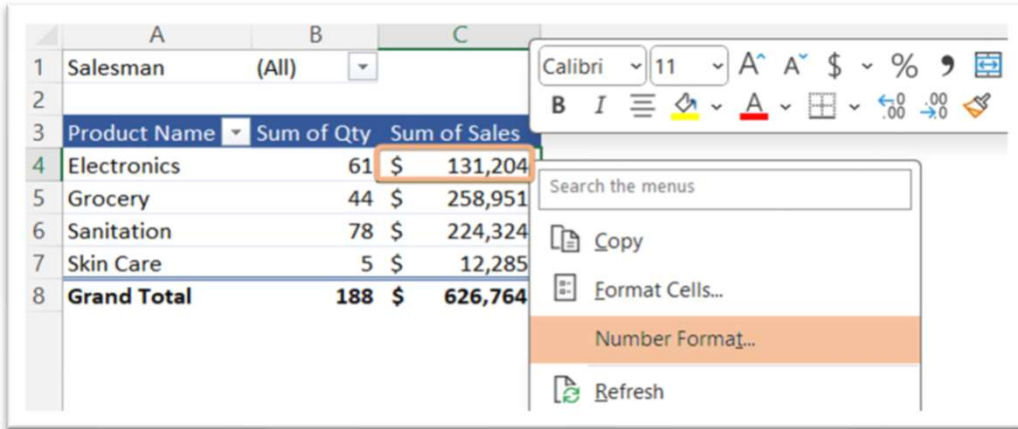 A B C
1 Salesman (All)
2
3 Product Name Sum of Qty Sum of Sales
4 Electronics 61 $ 131,204
5 Grocery 44 $ 258,951
6 Sanitation 78 $ 224,324
7 Skin Care 5 $ 12,285
8 Grand Total 188 $ 626,764
Calibri 11 A^ A˅ $ % 9
B I A .00 .00
Search the menus
Copy
Format Cells...
Number Format...
Refresh